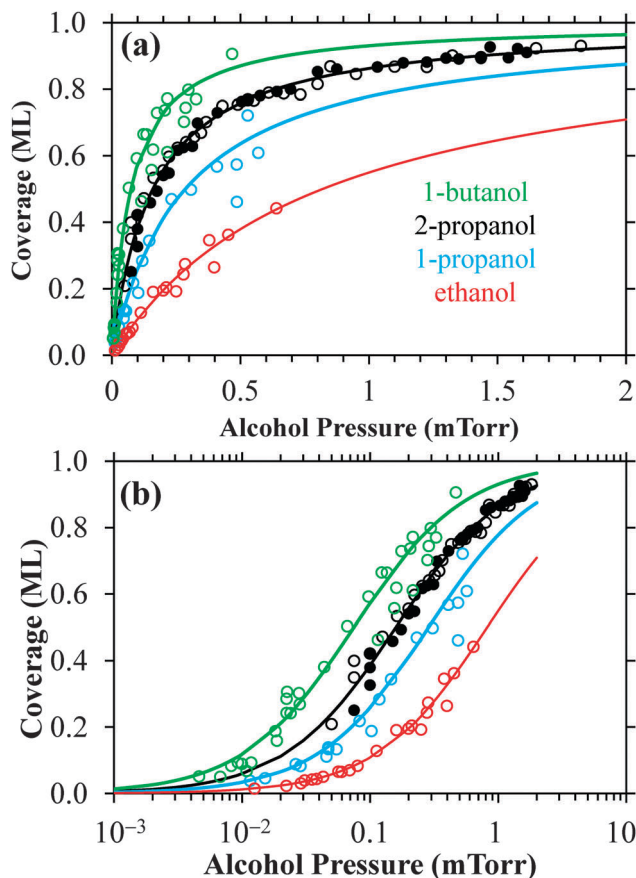 1.0
(a)
0.8
0.6
1-butanol
0.4
2-propanol
1-propanol
0.2
ethanol
0.0
Coverage (ML)
0 0.5 1 1.5 2
Alcohol Pressure (mTorr)
1.0
(b)
0.8
0.6
0.4
0.2
0.0
Coverage (ML)
10⁻³ 10⁻² 0.1 1 10
Alcohol Pressure (mTorr)